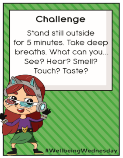 Challenge
Stand still outside
for 5 minutes. Take deep
breaths. What can you...
See? Hear? Smell?
Touch? Taste?
#WellbeingWednesday